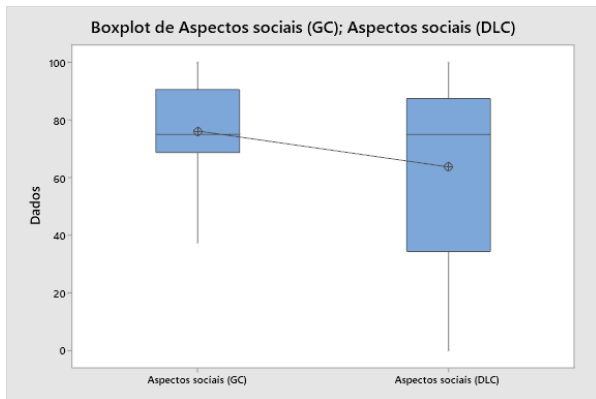 Boxplot de Aspectos sociais (GC); Aspectos sociais (DLC)
100
80
60
40
20
0
Dados
Aspectos sociais (GC)
Aspectos sociais (DLC)